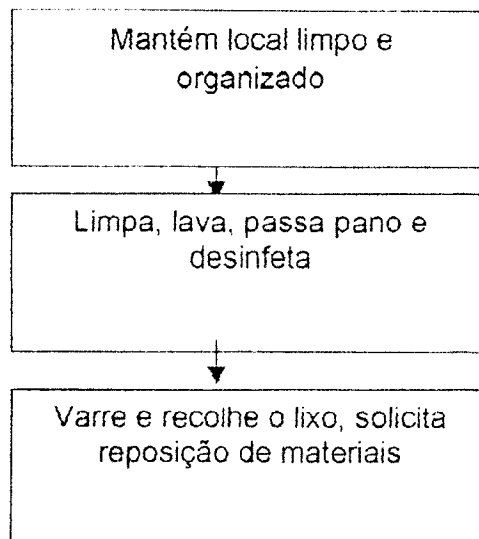 Mantém local limpo e
organizado
Limpa, lava, passa pano e
desinfeta
Varre e recolhe o lixo, solicita
reposição de materiais